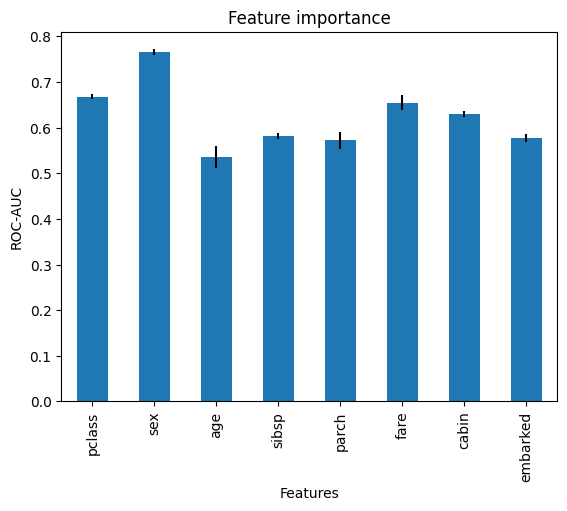 Feature importance
ROC-AUC
0.8
0.7
0.6
0.5
0.4
0.3
0.2
0.1
0.0
pclass
sex
age
sibsp
parch
fare
cabin
embarked
Features